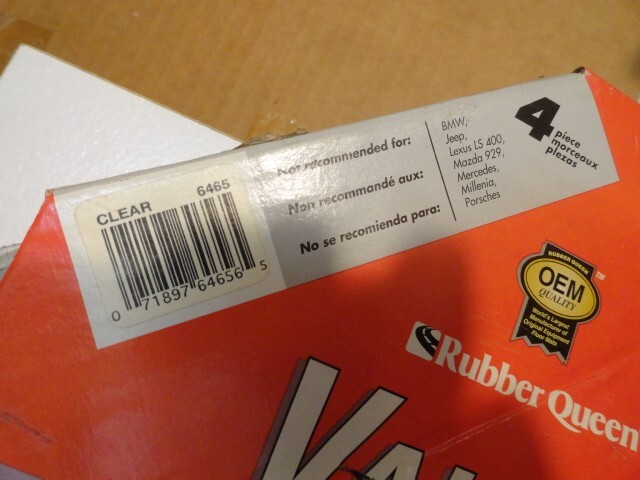 CLEAR 6465
0 71897 64656 5
Not recommended for:
Non recommandé aux:
No se recomienda para:
BMW,
Jeep,
Lexus LS 400,
Mazda 929,
Mercedes,
Millenia,
Porsches
4 piece
morceaux
piezas
RUBBER QUEEN
TM
OEM
QUALITY
World's Largest
Manufacturer of
Original Equipment
Floor Mats
Rubber Queen